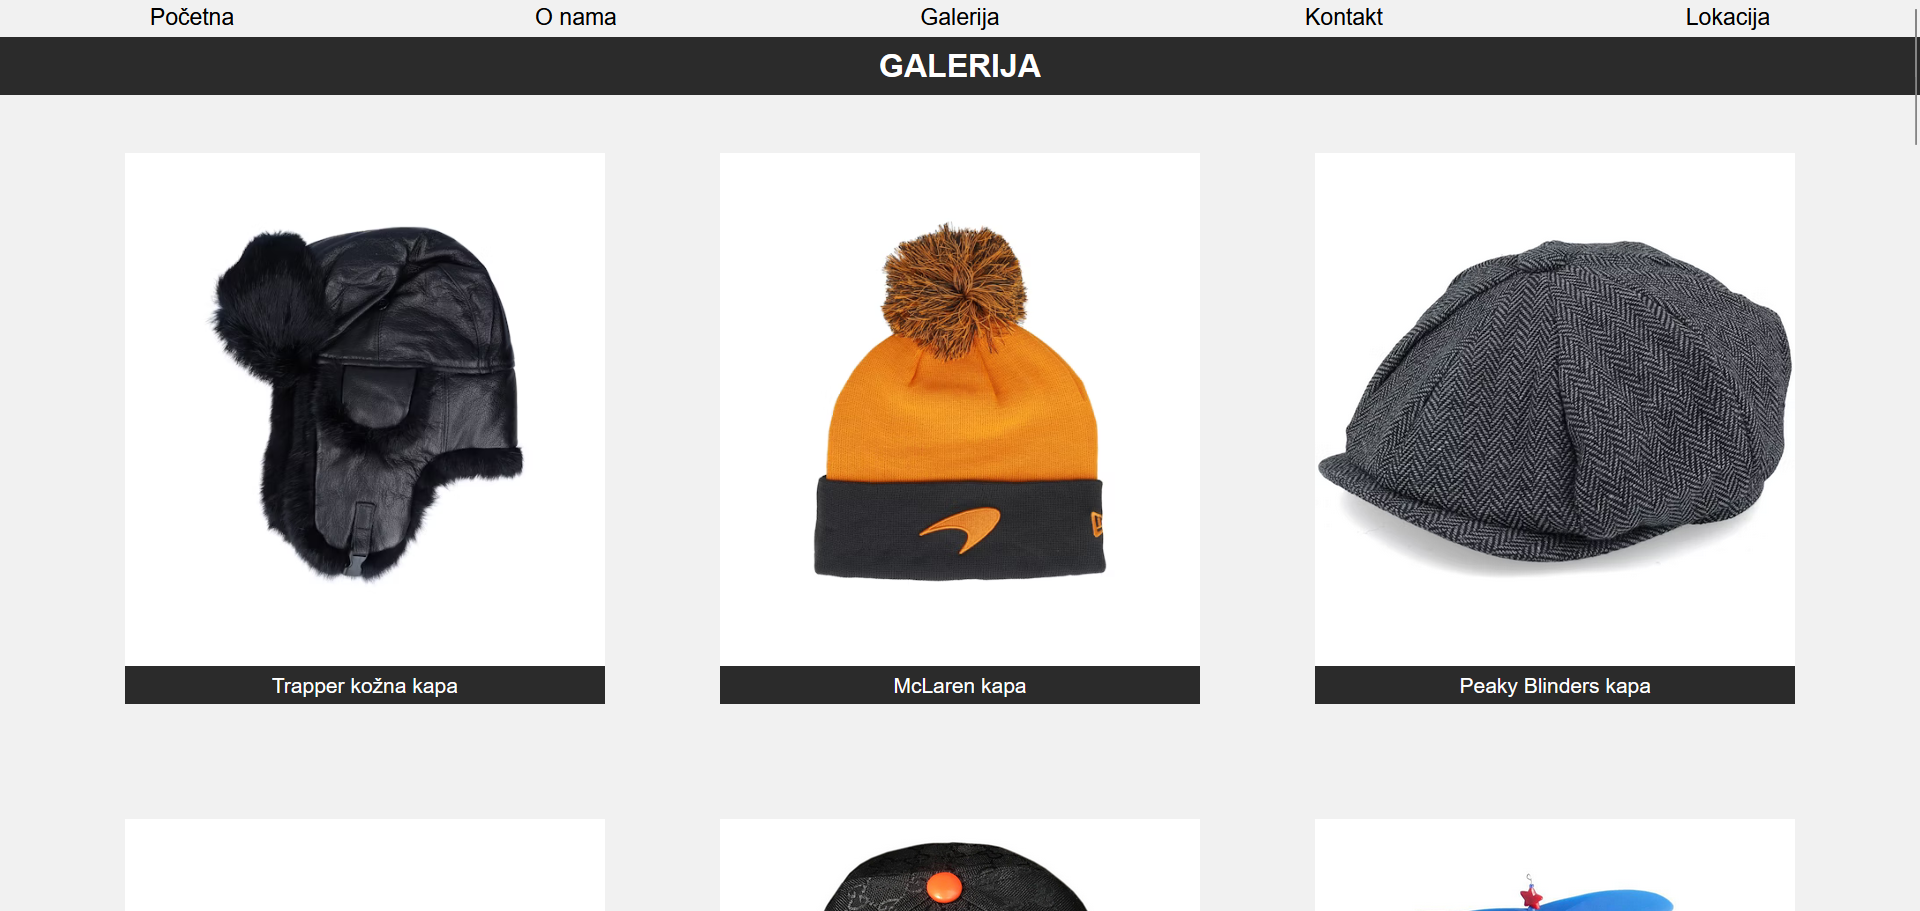 Početna
O nama
Galerija
Kontakt
Lokacija
GALERIJA
Trapper kožna kapa
McLaren kapa
Peaky Blinders kapa